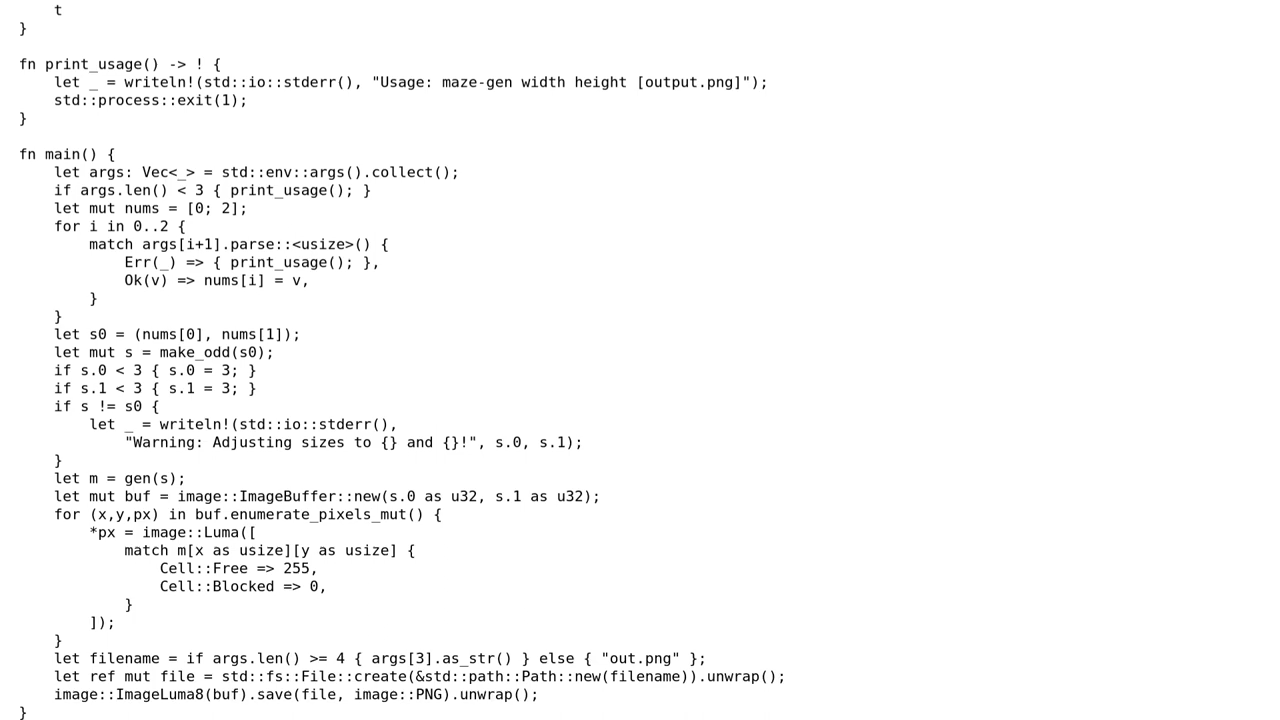 t
}

fn print_usage() -> ! {
    let _ = writeln!(std::io::stderr(), "Usage: maze-gen width height [output.png]");
    std::process::exit(1);
}

fn main() {
    let args: Vec<_> = std::env::args().collect();
    if args.len() < 3 { print_usage(); }
    let mut nums = [0; 2];
    for i in 0..2 {
        match args[i+1].parse::<usize>() {
            Err(_) => { print_usage(); },
            Ok(v) => nums[i] = v,
        }
    }
    let s0 = (nums[0], nums[1]);
    let mut s = make_odd(s0);
    if s.0 < 3 { s.0 = 3; }
    if s.1 < 3 { s.1 = 3; }
    if s != s0 {
        let _ = writeln!(std::io::stderr(),
            "Warning: Adjusting sizes to {} and {}!", s.0, s.1);
    }
    let m = gen(s);
    let mut buf = image::ImageBuffer::new(s.0 as u32, s.1 as u32);
    for (x,y,px) in buf.enumerate_pixels_mut() {
        *px = image::Luma([
            match m[x as usize][y as usize] {
                Cell::Free => 255,
                Cell::Blocked => 0,
            }
        ]);
    }
    let filename = if args.len() >= 4 { args[3].as_str() } else { "out.png" };
    let ref mut file = std::fs::File::create(&std::path::Path::new(filename)).unwrap();
    image::ImageLuma8(buf).save(file, image::PNG).unwrap();
}